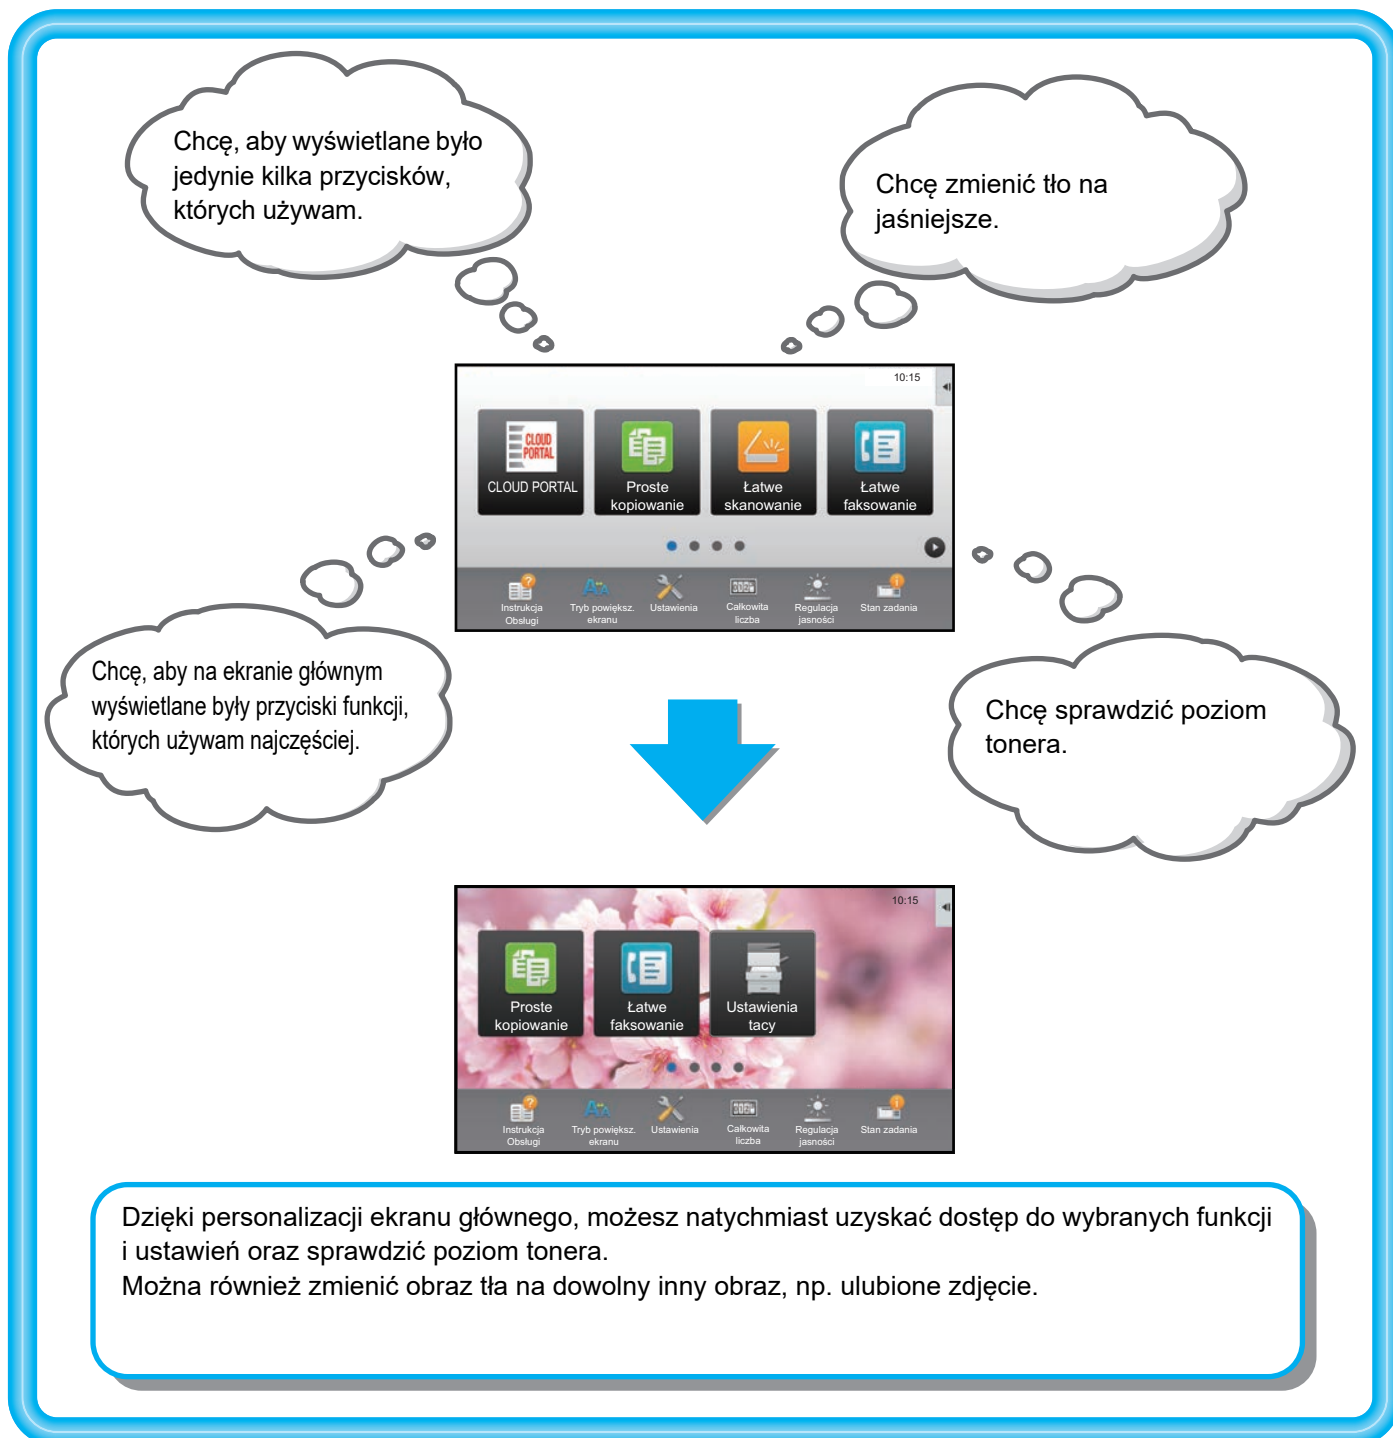 Chcę, aby wyświetlane było
jedynie kilka przycisków,
których używam.
Chcę zmienić tło na
jaśniejsze.
10:15
CLOUD
PORTAL
CLOUD PORTAL
Proste
kopiowanie
Łatwe
skanowanie
Łatwe
faksowanie
Instrukcja
Obsługi
Tryb powiększ.
ekranu
Ustawienia
Całkowita
liczba
Regulacja
jasności
Stan zadania
Chcę, aby na ekranie głównym
wyświetlane były przyciski funkcji,
których używam najczęściej.
Chcę sprawdzić poziom
tonera.
10:15
Proste
kopiowanie
Łatwe
faksowanie
Ustawienia
tacy
Instrukcja
Obsługi
Tryb powiększ.
ekranu
Ustawienia
Całkowita
liczba
Regulacja
jasności
Stan zadania
Dzięki personalizacji ekranu głównego, możesz natychmiast uzyskać dostęp do wybranych funkcji
i ustawień oraz sprawdzić poziom tonera.
Można również zmienić obraz tła na dowolny inny obraz, np. ulubione zdjęcie.